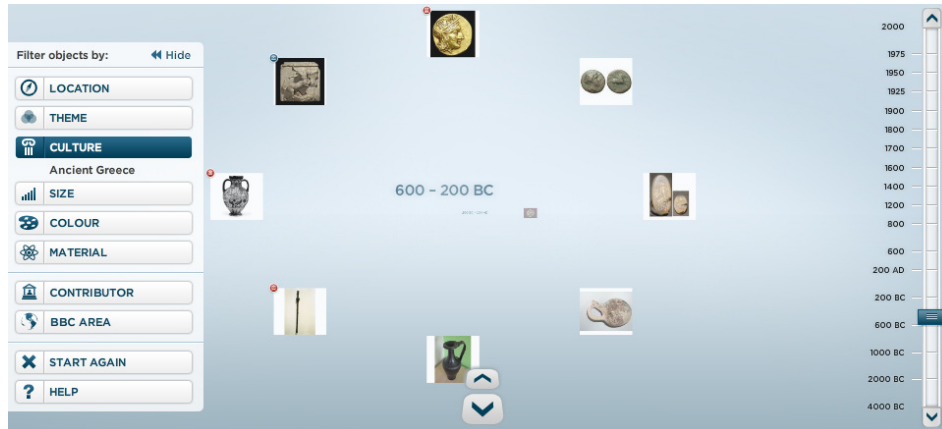 Filter objects by:
Hide
LOCATION
THEME
CULTURE
Ancient Greece
SIZE
COLOUR
MATERIAL
CONTRIBUTOR
BBC AREA
START AGAIN
? HELP
600 – 200 BC
2000
1975
1950
1925
1900
1800
1700
1600
1400
1200
800
600
200 AD
200 BC
600 BC
1000 BC
2000 BC
4000 BC